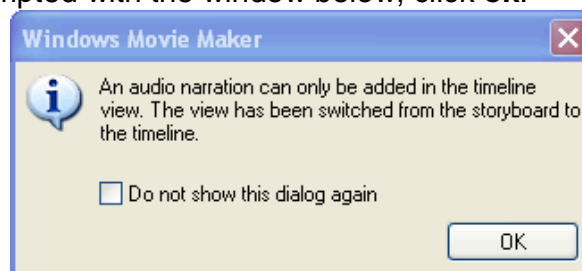 mpted with the window below, click ok.
Windows Movie Maker
An audio narration can only be added in the timeline
view. The view has been switched from the storyboard to
the timeline.
Do not show this dialog again
OK